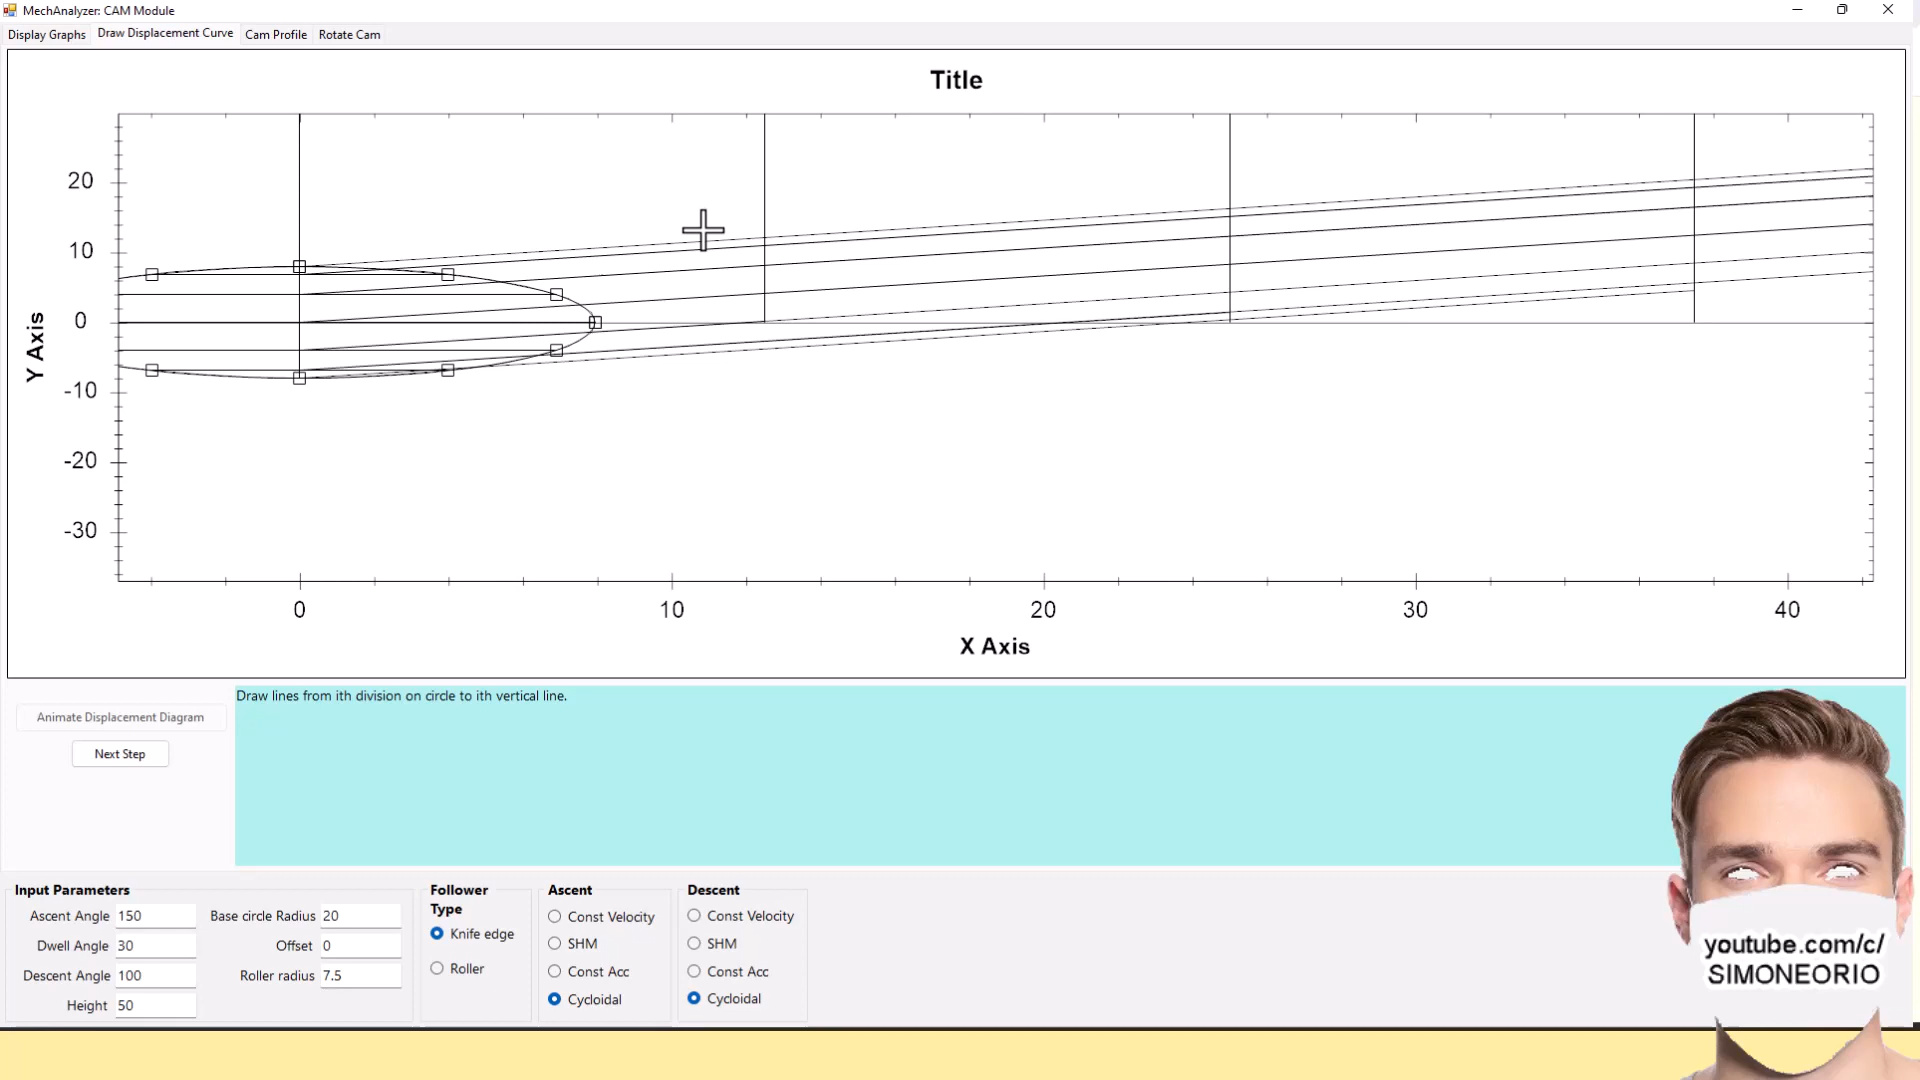 MechAnalyzer: CAM Module
Display Graphs
Draw Displacement Curve
Cam Profile
Rotate Cam
Title
20
10
0
-10
-20
-30
Y Axis
0
10
20
30
40
X Axis
Animate Displacement Diagram
Next Step
Draw lines from ith division on circle to ith vertical line.
Input Parameters
Ascent Angle 150
Dwell Angle 30
Descent Angle 100
Height 50
Base circle Radius 20
Offset 0
Roller radius 7.5
Follower
Type
Knife edge
Roller
Ascent
Const Velocity
SHM
Const Acc
Cycloidal
Descent
Const Velocity
SHM
Const Acc
Cycloidal
youtube.com/c/
SIMONEORIO